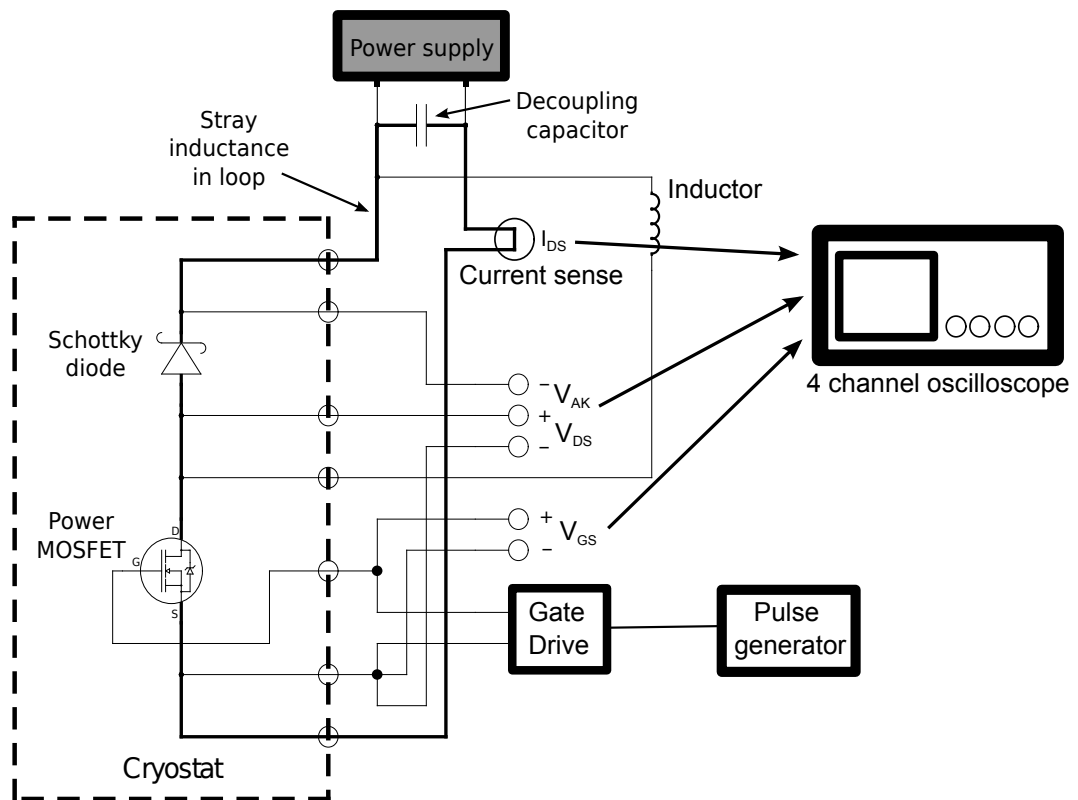 Power supply
Decoupling
capacitor
Stray
inductance
in loop
Inductor
I_DS
Current sense
Schottky
diode
4 channel oscilloscope
−
V_AK
+
V_DS
−
Power
MOSFET
D
G
S
+
V_GS
−
Gate
Drive
Pulse
generator
Cryostat